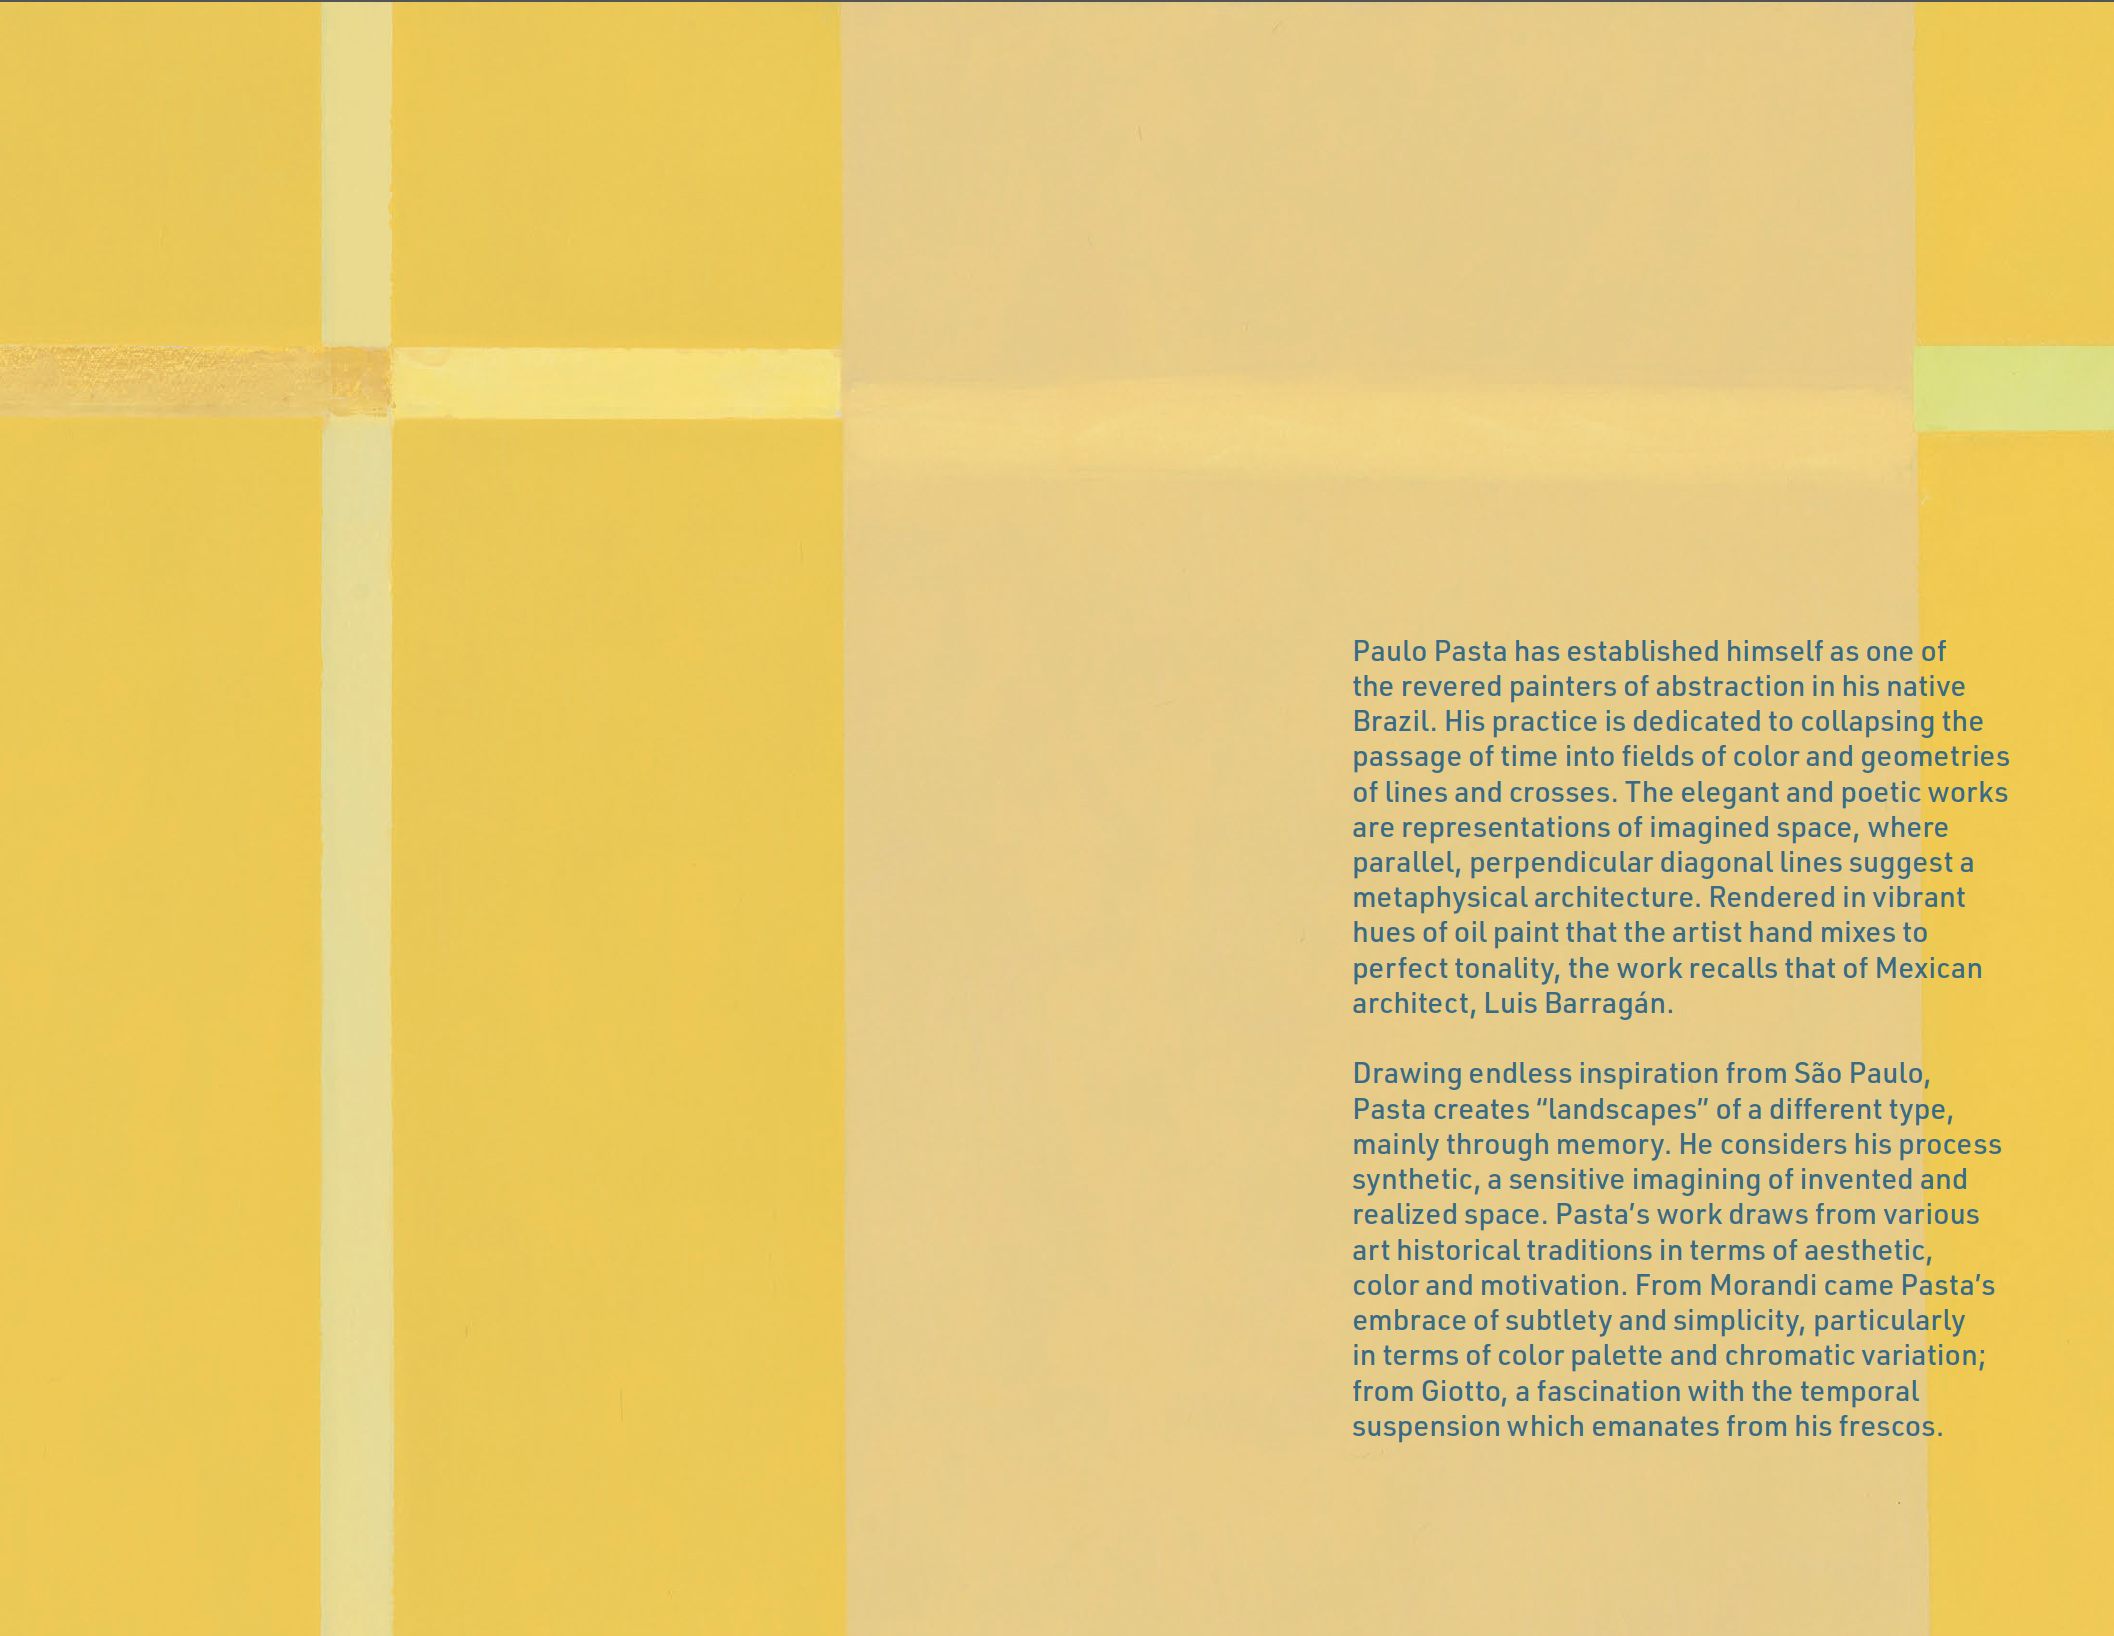 Paulo Pasta has established himself as one of
the revered painters of abstraction in his native
Brazil. His practice is dedicated to collapsing the
passage of time into fields of color and geometries
of lines and crosses. The elegant and poetic works
are representations of imagined space, where
parallel, perpendicular diagonal lines suggest a
metaphysical architecture. Rendered in vibrant
hues of oil paint that the artist hand mixes to
perfect tonality, the work recalls that of Mexican
architect, Luis Barragán.
Drawing endless inspiration from São Paulo,
Pasta creates “landscapes” of a different type,
mainly through memory. He considers his process
synthetic, a sensitive imagining of invented and
realized space. Pasta’s work draws from various
art historical traditions in terms of aesthetic,
color and motivation. From Morandi came Pasta’s
embrace of subtlety and simplicity, particularly
in terms of color palette and chromatic variation;
from Giotto, a fascination with the temporal
suspension which emanates from his frescos.